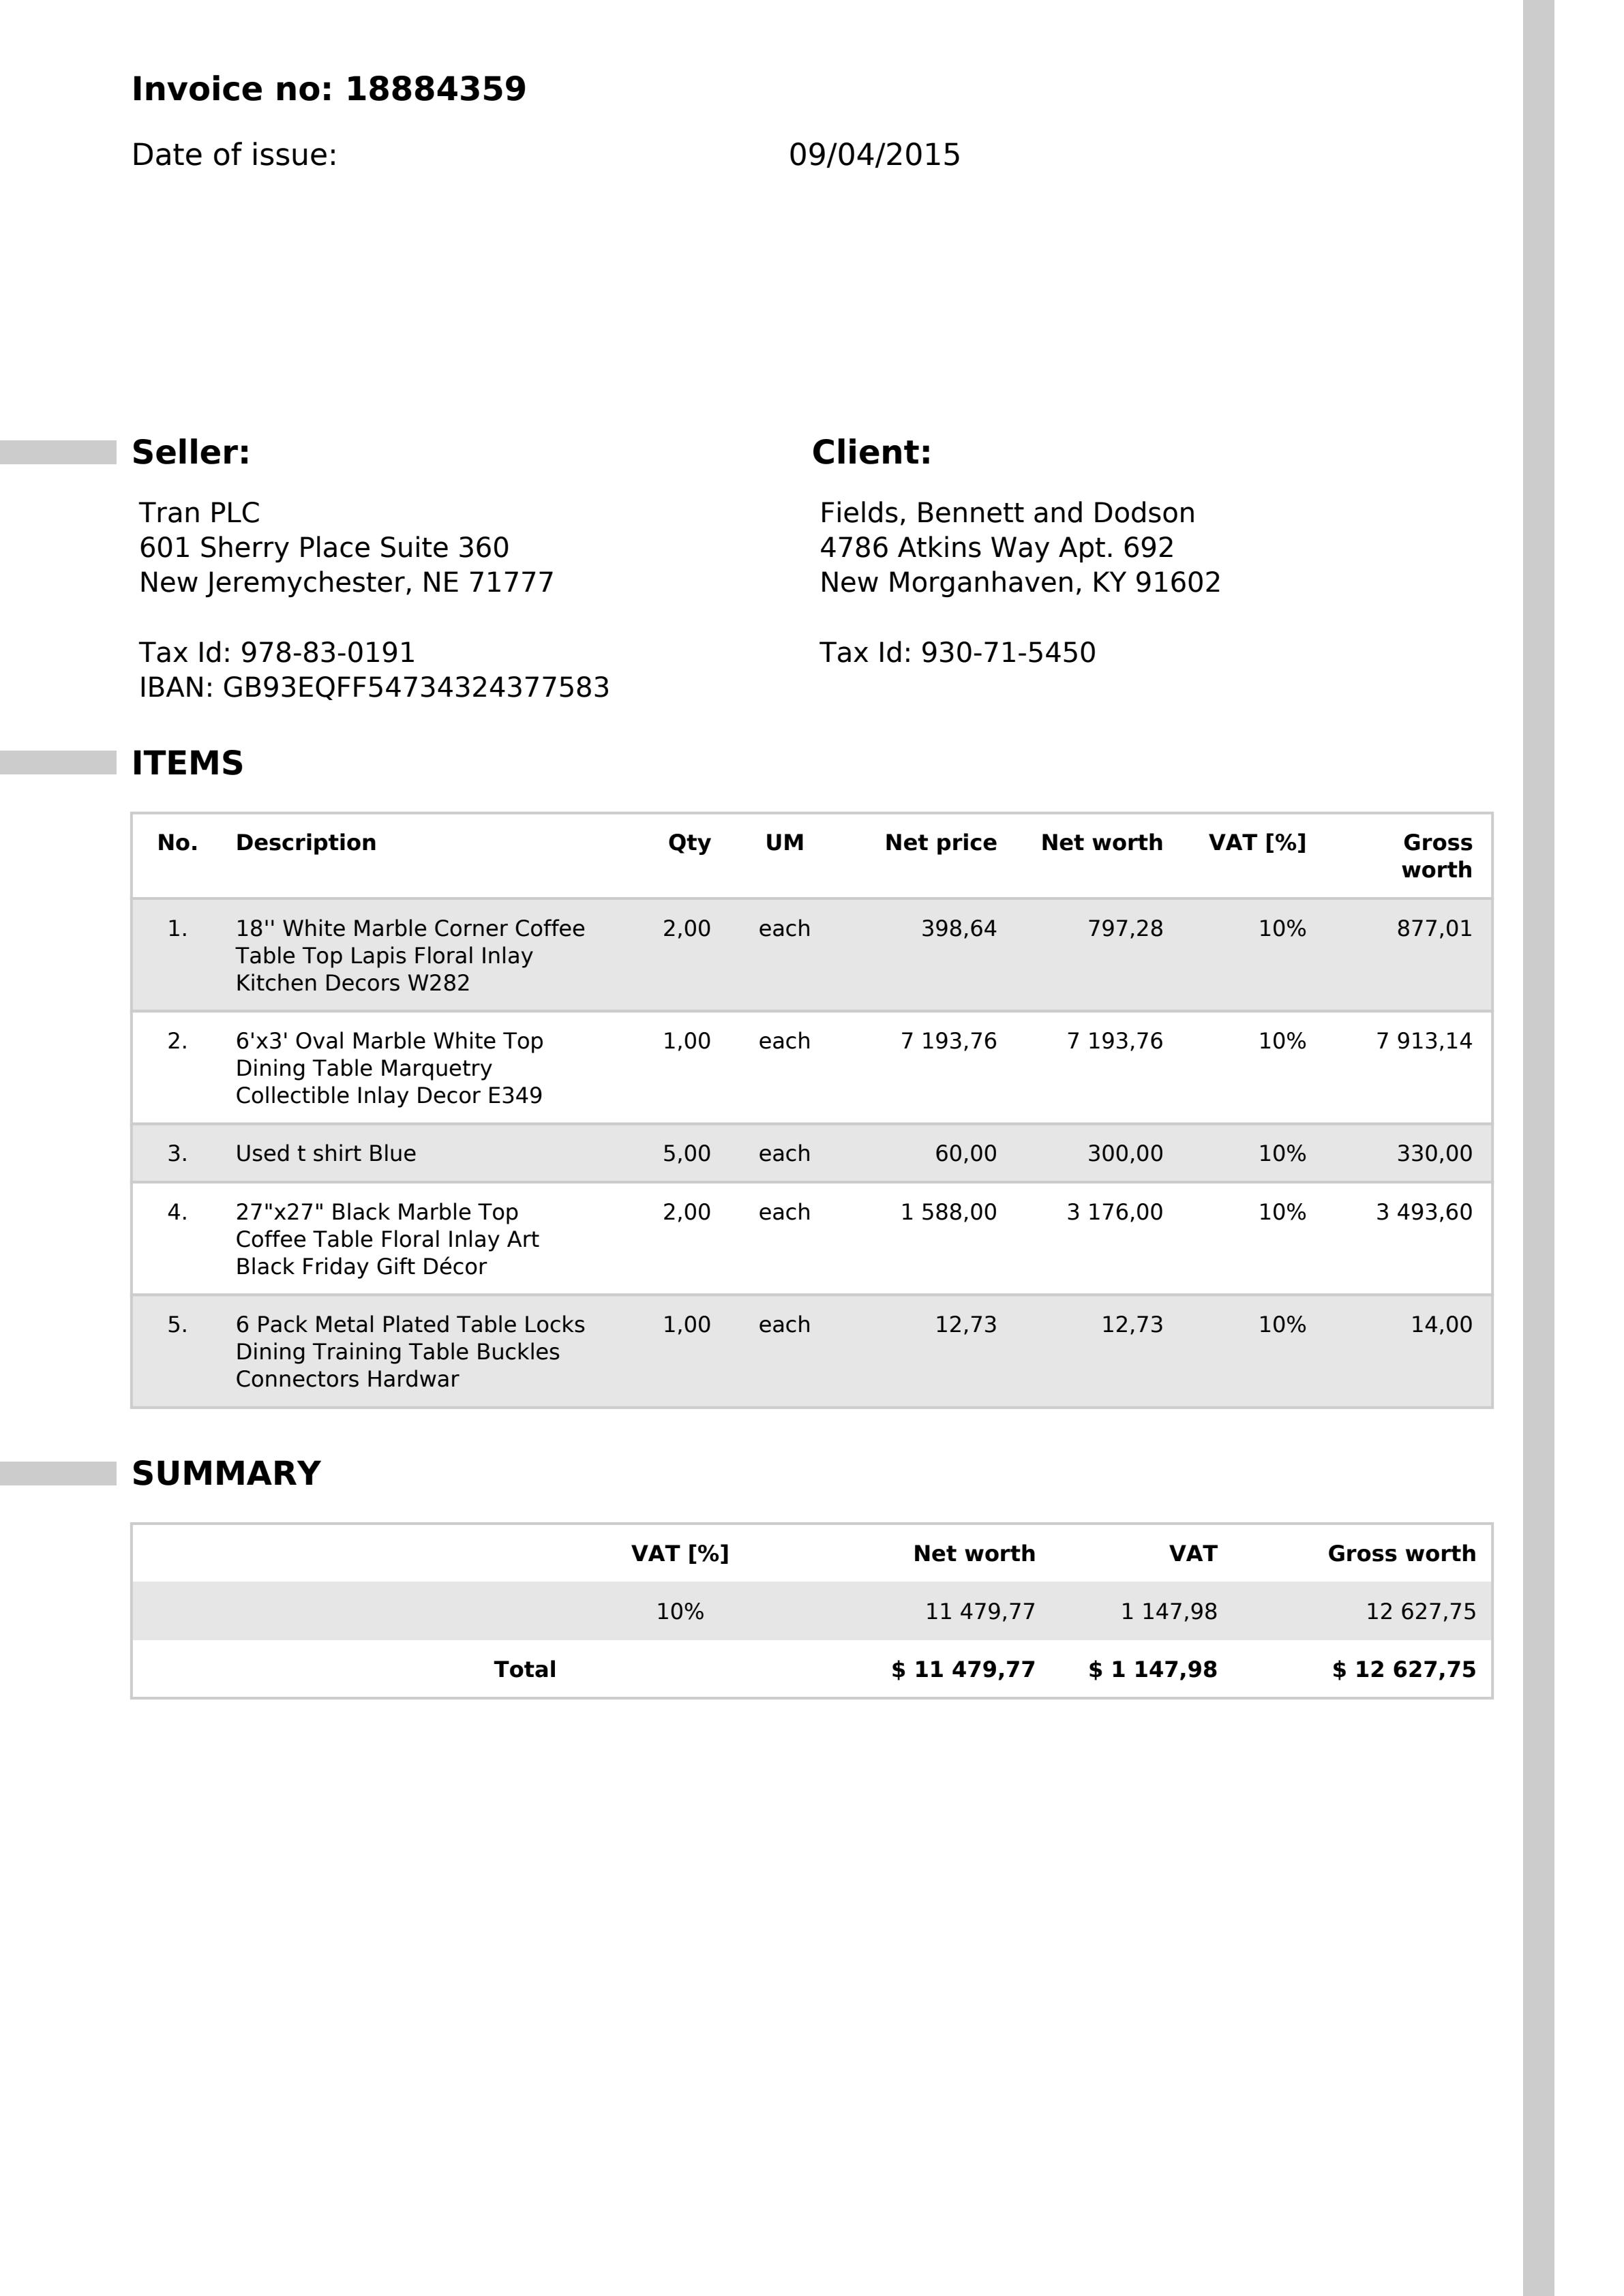 Invoice no: 18884359
Date of issue: 09/04/2015
Seller:
Tran PLC
601 Sherry Place Suite 360
New Jeremychester, NE 71777
Tax Id: 978-83-0191
IBAN: GB93EQFF54734324377583
Client:
Fields, Bennett and Dodson
4786 Atkins Way Apt. 692
New Morganhaven, KY 91602
Tax Id: 930-71-5450
ITEMS
No. Description Qty UM Net price Net worth VAT [%] Gross
worth
1. 18'' White Marble Corner Coffee 2,00 each 398,64 797,28 10% 877,01
Table Top Lapis Floral Inlay
Kitchen Decors W282
2. 6'x3' Oval Marble White Top 1,00 each 7 193,76 7 193,76 10% 7 913,14
Dining Table Marquetry
Collectible Inlay Decor E349
3. Used t shirt Blue 5,00 each 60,00 300,00 10% 330,00
4. 27"x27" Black Marble Top 2,00 each 1 588,00 3 176,00 10% 3 493,60
Coffee Table Floral Inlay Art
Black Friday Gift Décor
5. 6 Pack Metal Plated Table Locks 1,00 each 12,73 12,73 10% 14,00
Dining Training Table Buckles
Connectors Hardwar
SUMMARY
VAT [%] Net worth VAT Gross worth
10% 11 479,77 1 147,98 12 627,75
Total $ 11 479,77 $ 1 147,98 $ 12 627,75